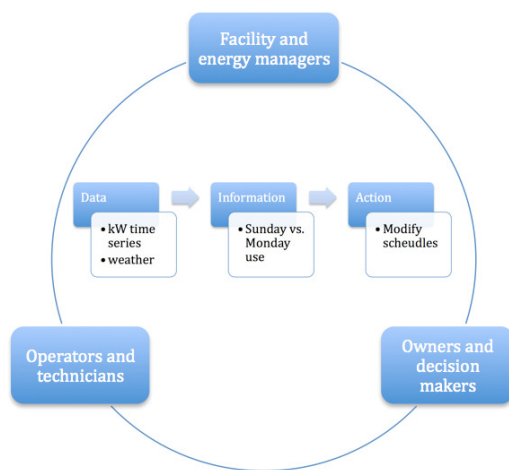 Facility and
energy managers
Data
• kW time
series
• weather
Information
• Sunday vs.
Monday
use
Action
• Modify
scheudles
Operators and
technicians
Owners and
decision
makers